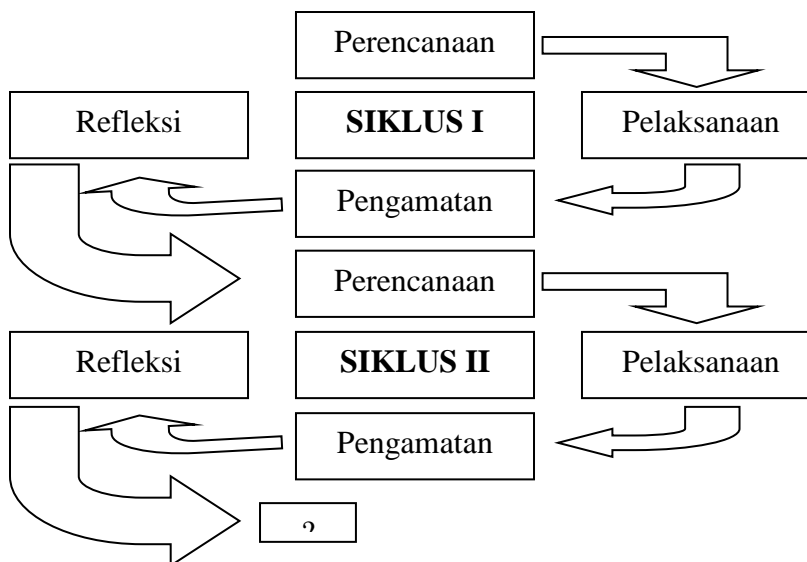 Perencanaan
Refleksi
SIKLUS I
Pelaksanaan
Pengamatan
Perencanaan
Refleksi
SIKLUS II
Pelaksanaan
Pengamatan
?